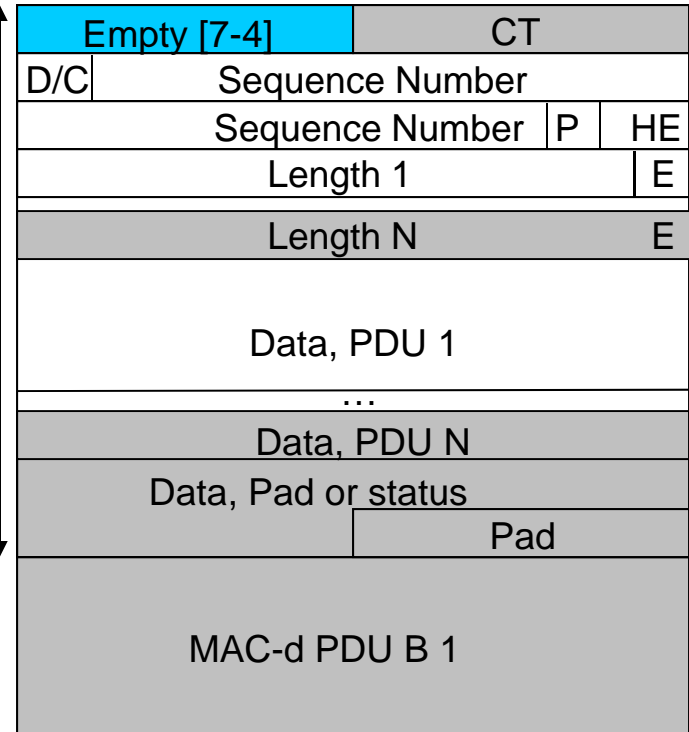 Empty [7-4] CT
D/C Sequence Number
Sequence Number P HE
Length 1 E
Length N E
Data, PDU 1
...
Data, PDU N
Data, Pad or status
Pad
MAC-d PDU B 1